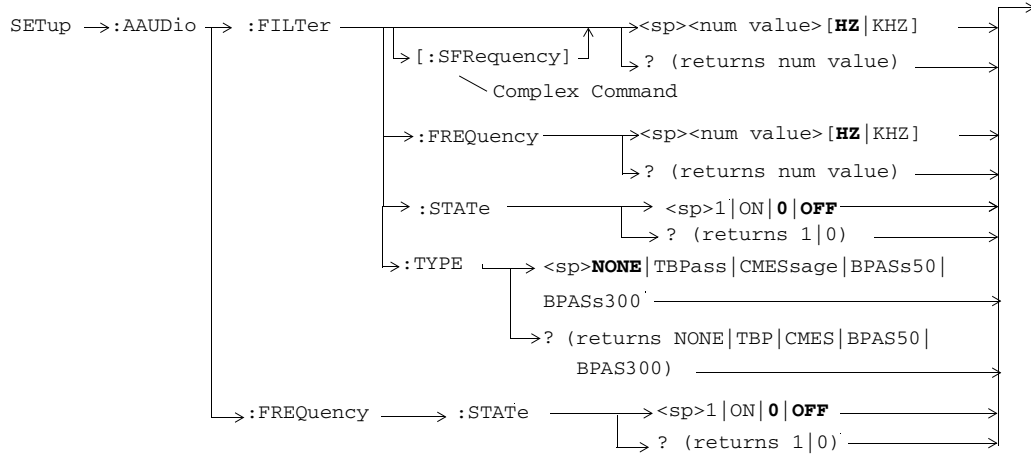 SETup :AAUDio :FILTer <sp><num value>[HZ|KHZ]
[:SFRequency] ? (returns num value)
Complex Command
:FREQuency <sp><num value>[HZ|KHZ]
? (returns num value)
:STATe <sp>1|ON|0|OFF
? (returns 1|0)
:TYPE <sp>NONE|TBPass|CMESsage|BPASs50|
BPASs300
? (returns NONE|TBP|CMES|BPAS50|
BPAS300)
:FREQuency :STATe <sp>1|ON|0|OFF
? (returns 1|0)